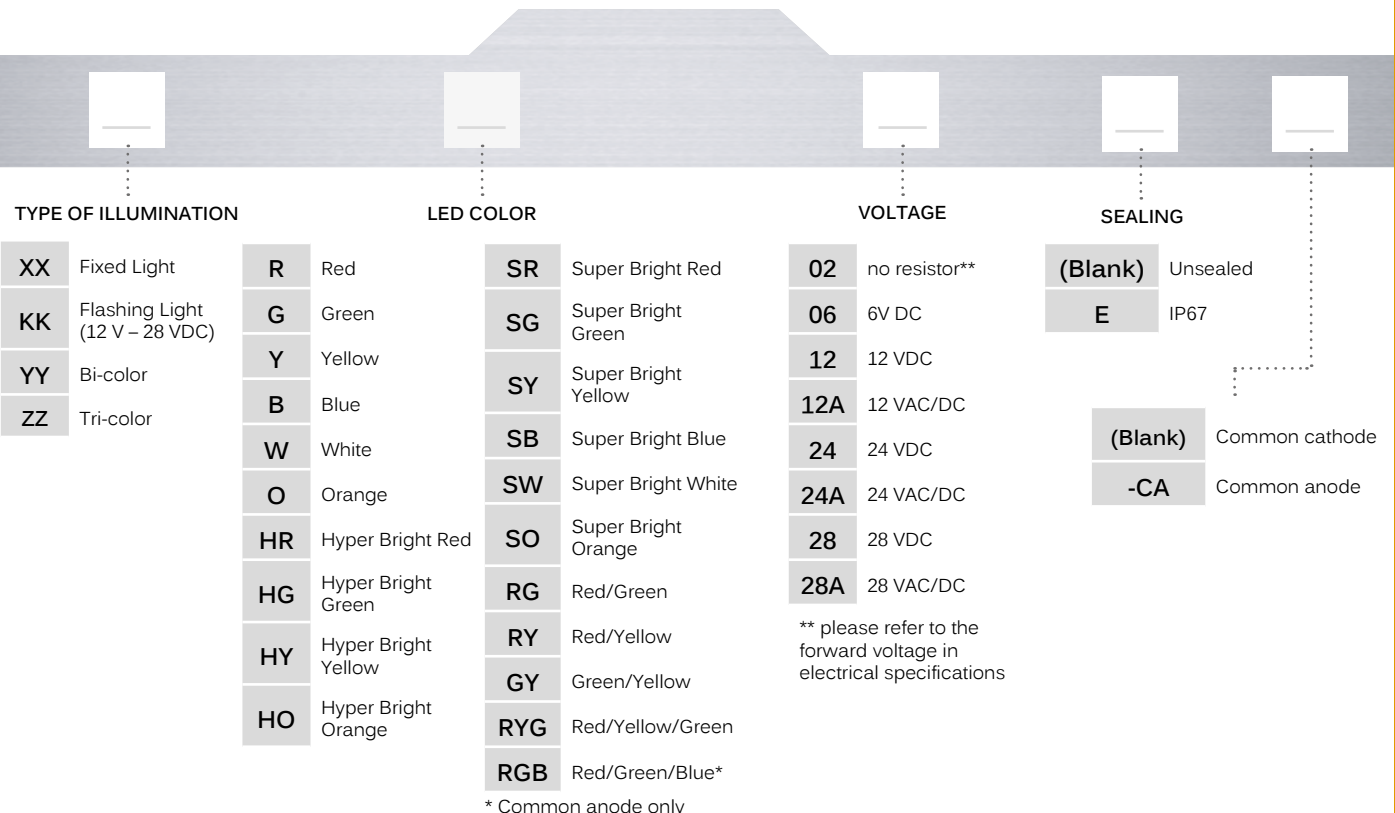 TYPE OF ILLUMINATION
XX Fixed Light
KK Flashing Light
(12 V – 28 VDC)
YY Bi-color
ZZ Tri-color
LED COLOR
R Red
G Green
Y Yellow
B Blue
W White
O Orange
HR Hyper Bright Red
HG Hyper Bright
Green
HY Hyper Bright
Yellow
HO Hyper Bright
Orange
SR Super Bright Red
SG Super Bright
Green
SY Super Bright
Yellow
SB Super Bright Blue
SW Super Bright White
SO Super Bright
Orange
RG Red/Green
RY Red/Yellow
GY Green/Yellow
RYG Red/Yellow/Green
RGB Red/Green/Blue*
* Common anode only
VOLTAGE
02 no resistor**
06 6V DC
12 12 VDC
12A 12 VAC/DC
24 24 VDC
24A 24 VAC/DC
28 28 VDC
28A 28 VAC/DC
** please refer to the
forward voltage in
electrical specifications
SEALING
(Blank) Unsealed
E IP67
(Blank) Common cathode
-CA Common anode